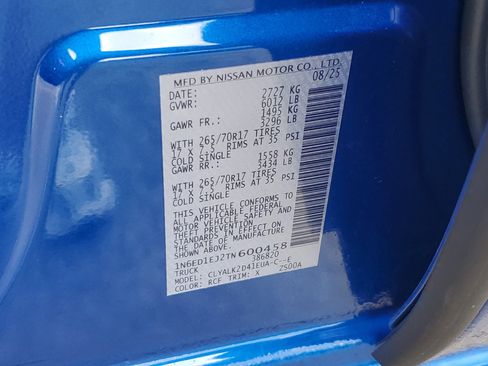 MFD BY NISSAN MOTOR CO., LTD.
DATE: 08/25
GVWR: 2727 KG
6012 LB
GAWR FR.: 1495 KG
3296 LB
WITH 265/70R17 TIRES
17 X 7.5 RIMS AT 35 PSI
COLD SINGLE
GAWR RR.: 1558 KG
3434 LB
WITH 265/70R17 TIRES
17 X 7.5 RIMS AT 35 PSI
COLD SINGLE
THIS VEHICLE CONFORMS TO
ALL APPLICABLE FEDERAL
MOTOR VEHICLE SAFETY AND
THEFT PREVENTION
STANDARDS IN EFFECT ON
THE DATE OF MANUFACTURE
SHOWN ABOVE.
1N6ED1EJ2TN600458
TRUCK 386820
MODEL: CLYALK2D41EUA-C--E
COLOR: RCF TRIM: X Z50DA